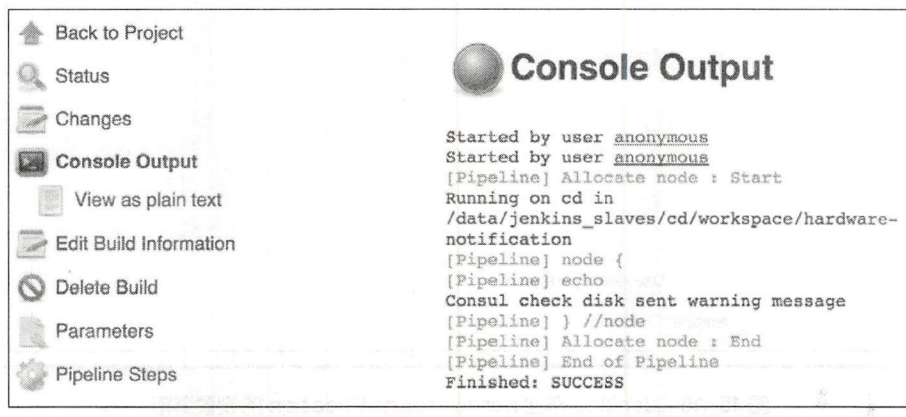 Back to Project
Status
Changes
Console Output
View as plain text
Edit Build Information
Delete Build
Parameters
Pipeline Steps
Console Output
Started by user anonymous
Started by user anonymous
[Pipeline] Allocate node : Start
Running on cd in
/data/jenkins_slaves/cd/workspace/hardware-
notification
[Pipeline] node {
[Pipeline] echo
Consul check disk sent warning message
[Pipeline] } //node
[Pipeline] Allocate node : End
[Pipeline] End of Pipeline
Finished: SUCCESS